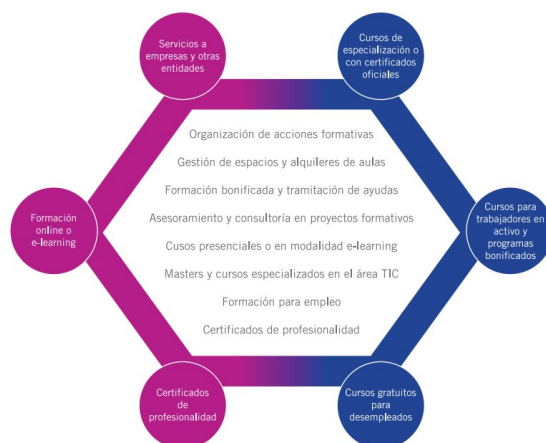 Servicios a
empresas y otras
entidades
Cursos de
especialización o
con certificados
oficiales
Organización de acciones formativas
Gestión de espacios y alquileres de aulas
Formación bonificada y tramitación de ayudas
Asesoramiento y consultoría en proyectos formativos
Cusos presenciales o en modalidad e-learning
Masters y cursos especializados en el área TIC
Formación para empleo
Certificados de profesionalidad
Formación
online o
e-learning
Cursos para
trabajadores en
activo y
programas
bonificados
Certificados
de
profesionalidad
Cursos gratuitos
para
desempleados